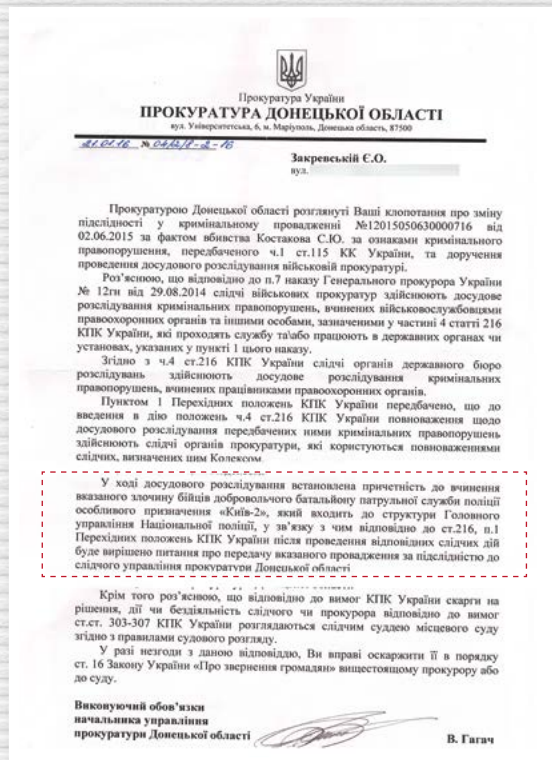 Прокуратура України
ПРОКУРАТУРА ДОНЕЦЬКОЇ ОБЛАСТІ
вул. Університетська, 6, м. Маріуполь, Донецька область, 87500
21.01.16 №
Закревській Є.О.
вул.
Прокуратурою Донецької області розглянуті Ваші клопотання про зміну
підслідності у кримінальному провадженні №12015050630000716 від
02.06.2015 за фактом вбивства Костакова С.Ю. за ознаками кримінального
правопорушення, передбаченого ч.1 ст.115 КК України, та доручення
проведення досудового розслідування військовій прокуратурі.
Роз'яснюю, що відповідно до п.7 наказу Генерального прокурора України
№ 12гн від 29.08.2014 слідчі військових прокуратур здійснюють досудове
розслідування кримінальних правопорушень, вчинених військовослужбовцями
правоохоронних органів та іншими особами, зазначеними у частині 4 статті 216
КПК України, які проходять службу та\або працюють в державних органах чи
установах, указаних у пункті 1 цього наказу.
Згідно з ч.4 ст.216 КПК України слідчі органів державного бюро
розслідувань здійснюють досудове розслідування кримінальних
правопорушень, вчинених працівниками правоохоронних органів.
Пунктом 1 Перехідних положень КПК України передбачено, що до
введення в дію положень ч.4 ст.216 КПК України повноваження щодо
досудового розслідування передбачених ними кримінальних правопорушень
здійснюють слідчі органів прокуратури, які користуються повноваженнями
слідчих, визначених цим Кодексом.
У ході досудового розслідування встановлена причетність до вчинення
вказаного злочину бійців добровольчого батальйону патрульної служби поліції
особливого призначення «Київ-2», який входить до структури Головного
управління Національної поліції, у зв'язку з чим відповідно до ст.216, п.1
Перехідних положень КПК України після проведення відповідних слідчих дій
буде вирішено питання про передачу вказаного провадження за підслідністю до
слідчого управління прокуратури Донецької області
Крім того роз'яснюю, що відповідно до вимог КПК України скарги на
рішення, дії чи бездіяльність слідчого чи прокурора відповідно до вимог
ст.ст. 303-307 КПК України розглядаються слідчим суддею місцевого суду
згідно з правилами судового розгляду.
У разі незгоди з даною відповіддю, Ви вправі оскаржити її в порядку
ст. 16 Закону України «Про звернення громадян» вищестоящому прокурору або
до суду.
Виконуючий обов'язки
начальника управління
прокуратури Донецької області
В. Гагач